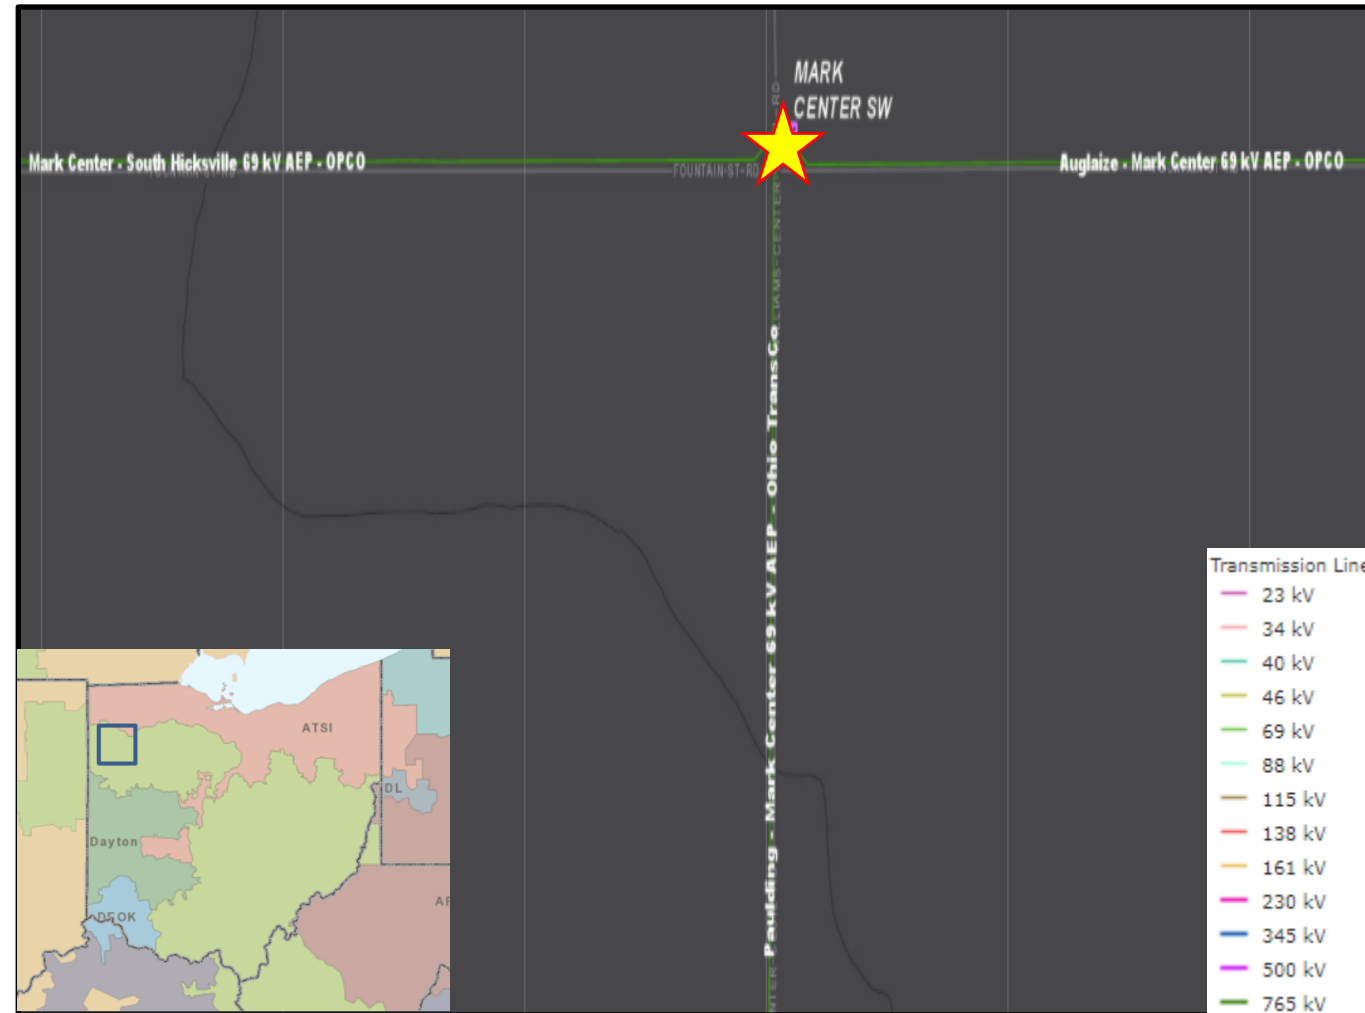 MARK
CENTER SW
Mark Center - South Hicksville 69 kV AEP - OPCO
FOUNTAIN-ST-RD
Auglaize - Mark Center 69 kV AEP - OPCO
Paulding - Mark Center 69 kV AEP - Ohio TransCo
Transmission Line
23 kV
34 kV
40 kV
46 kV
69 kV
88 kV
115 kV
138 kV
161 kV
230 kV
345 kV
500 kV
765 kV
ATSI
DL
Dayton
DEOK